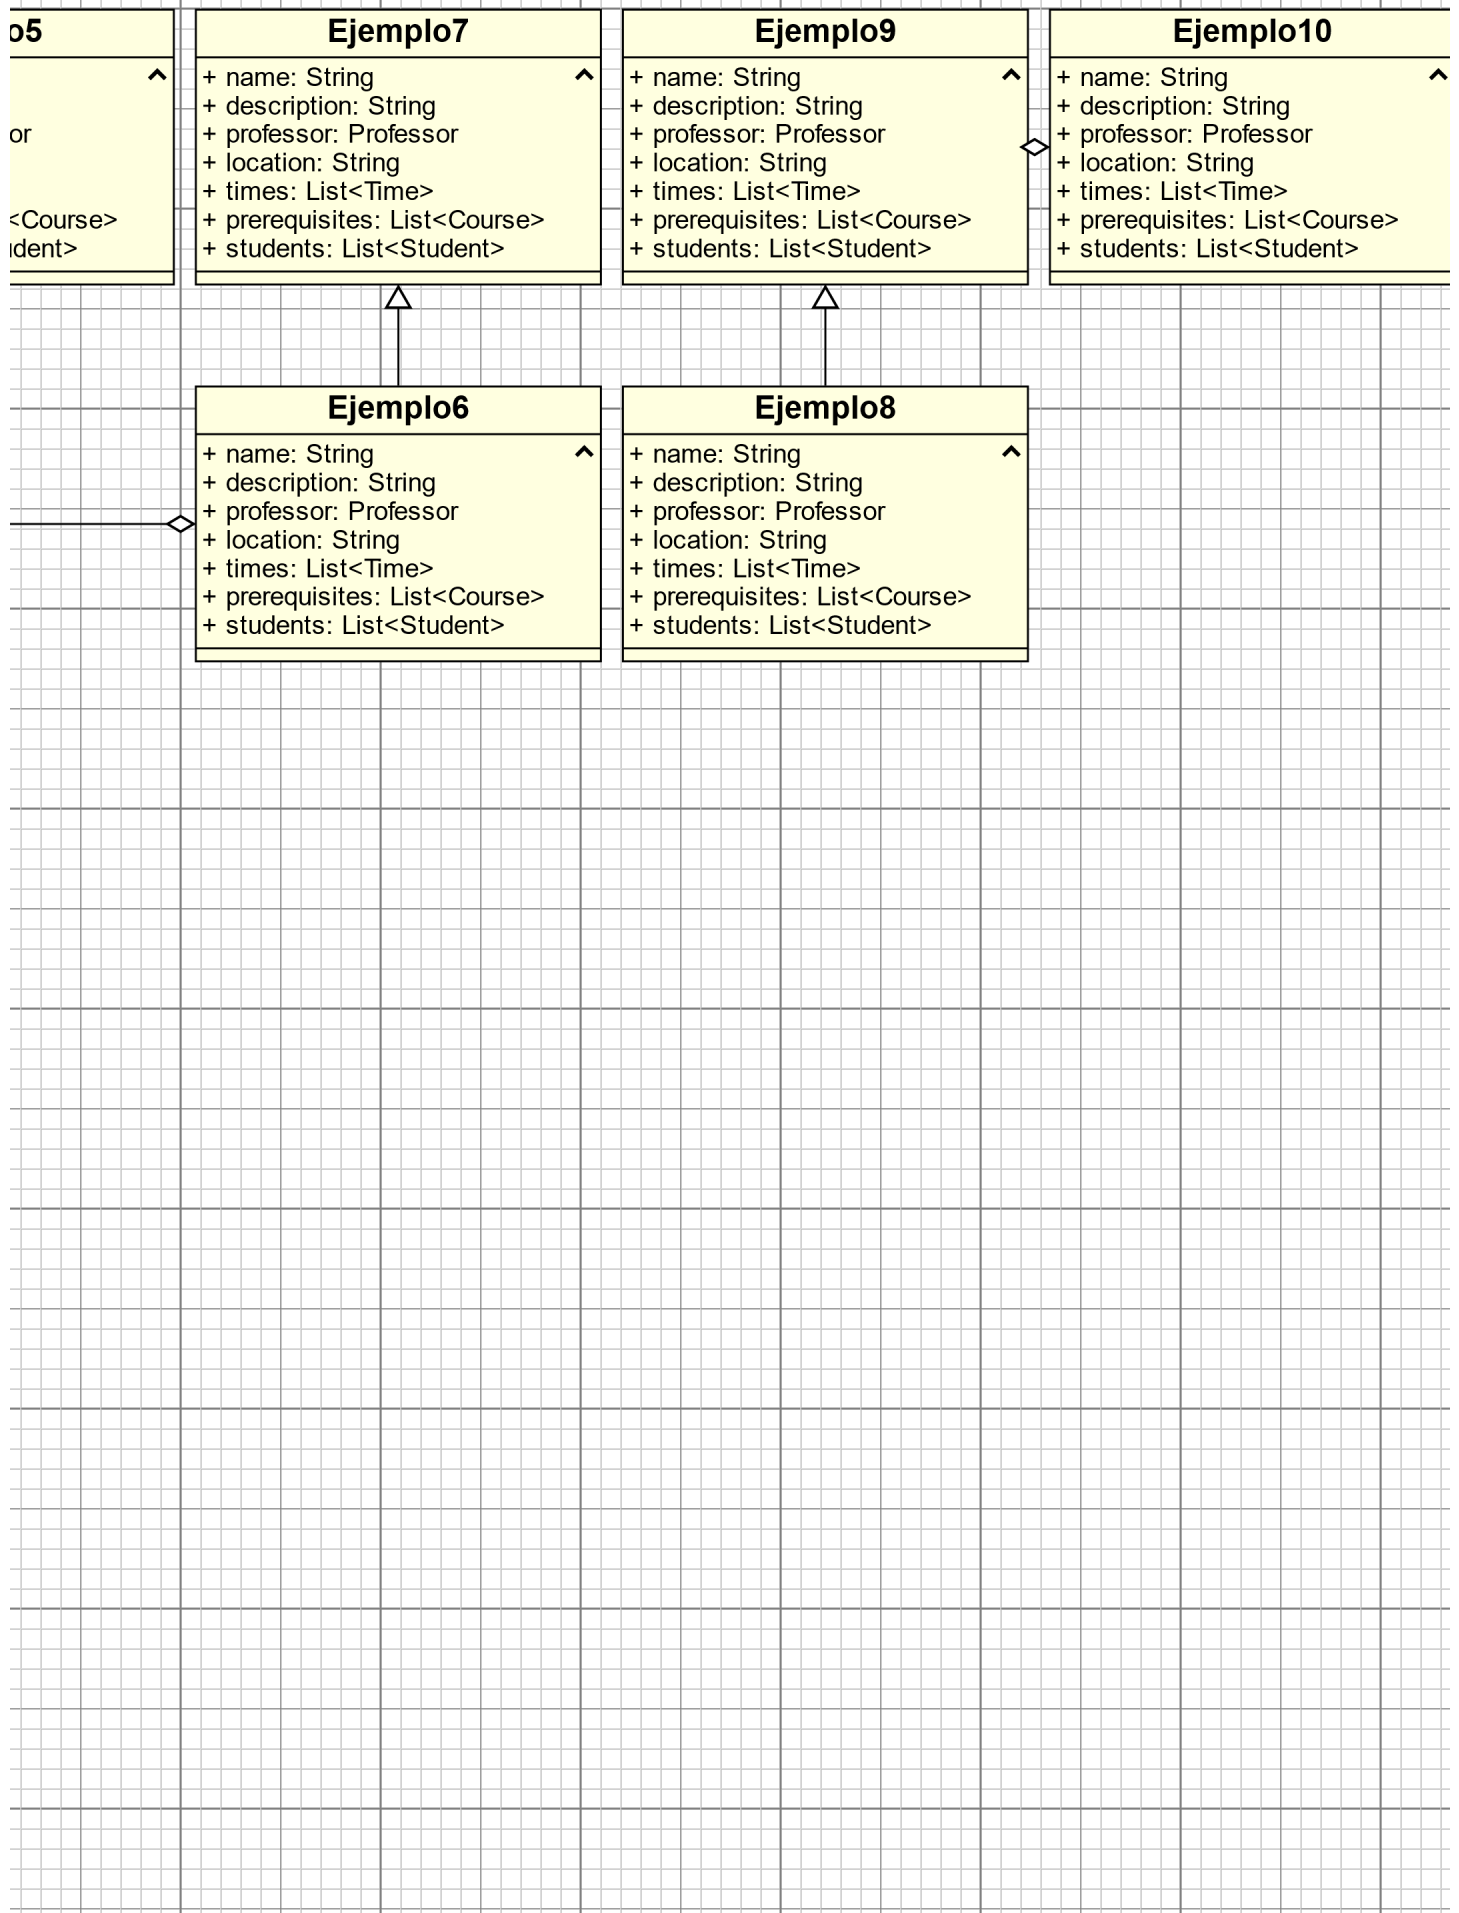 o5
or
<Course>
dent>
Ejemplo7
+ name: String
+ description: String
+ professor: Professor
+ location: String
+ times: List<Time>
+ prerequisites: List<Course>
+ students: List<Student>
Ejemplo9
+ name: String
+ description: String
+ professor: Professor
+ location: String
+ times: List<Time>
+ prerequisites: List<Course>
+ students: List<Student>
Ejemplo10
+ name: String
+ description: String
+ professor: Professor
+ location: String
+ times: List<Time>
+ prerequisites: List<Course>
+ students: List<Student>
Ejemplo6
+ name: String
+ description: String
+ professor: Professor
+ location: String
+ times: List<Time>
+ prerequisites: List<Course>
+ students: List<Student>
Ejemplo8
+ name: String
+ description: String
+ professor: Professor
+ location: String
+ times: List<Time>
+ prerequisites: List<Course>
+ students: List<Student>